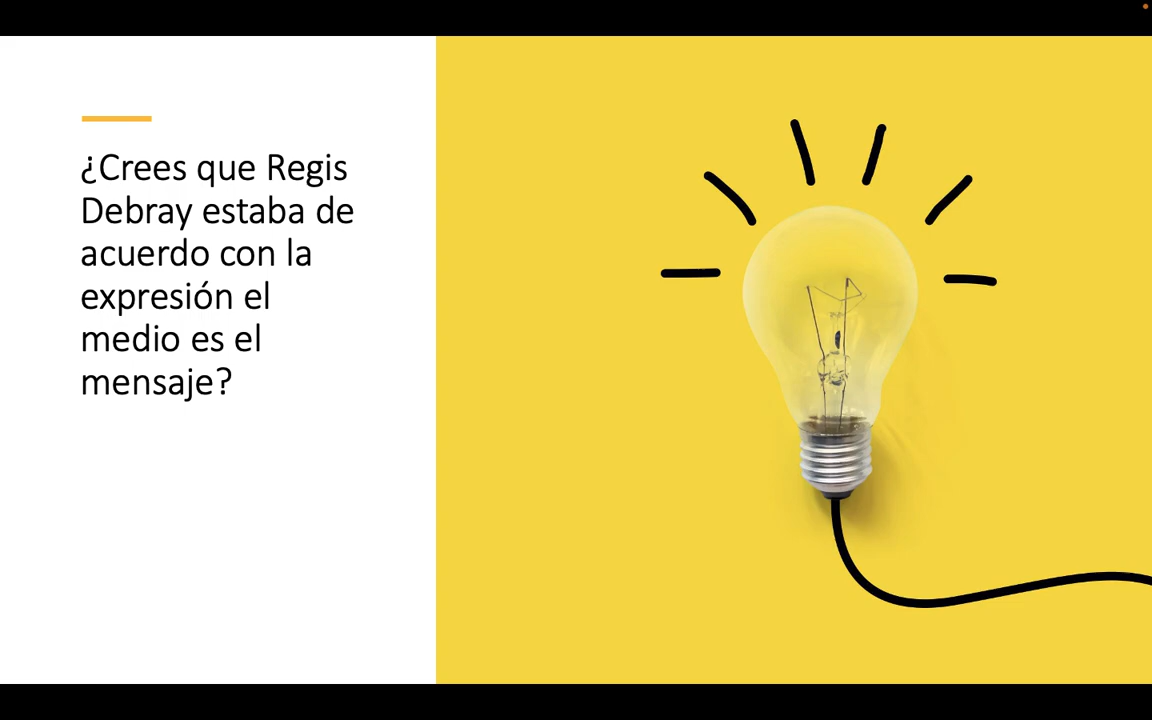 ¿Crees que Regis
Debray estaba de
acuerdo con la
expresión el
medio es el
mensaje?